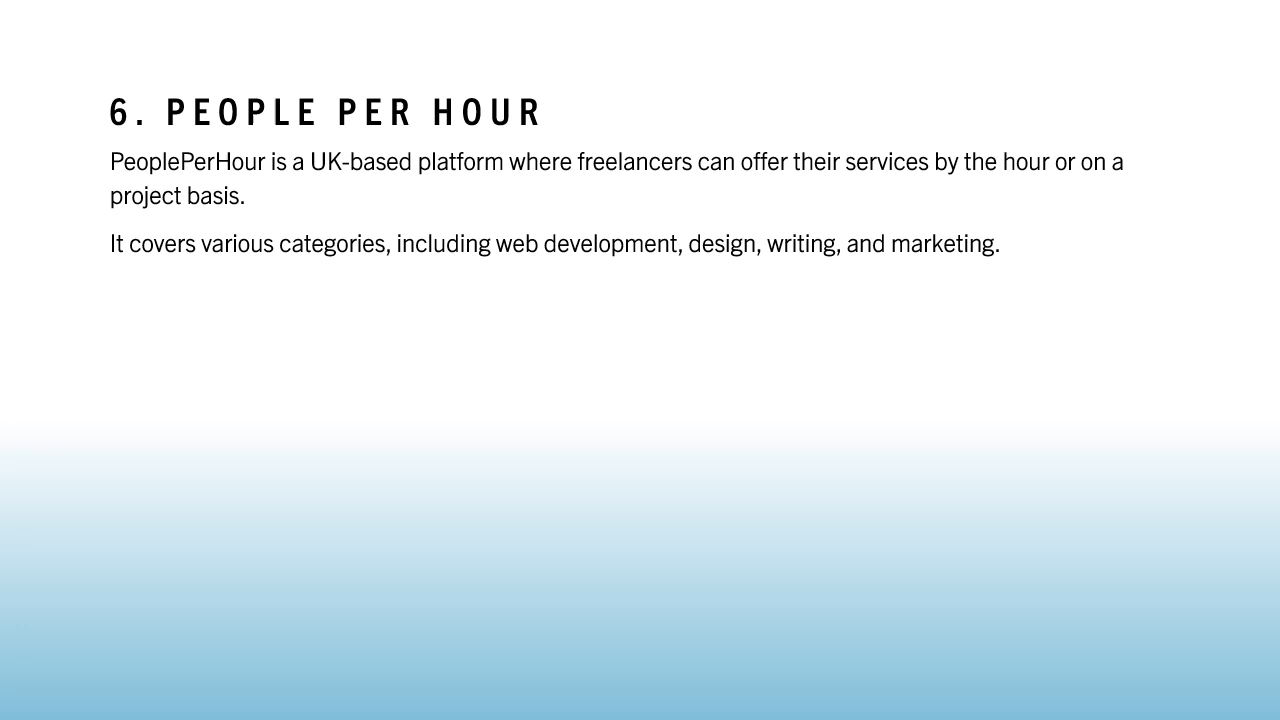 6. PEOPLE PER HOUR
PeoplePerHour is a UK-based platform where freelancers can offer their services by the hour or on a
project basis.
It covers various categories, including web development, design, writing, and marketing.